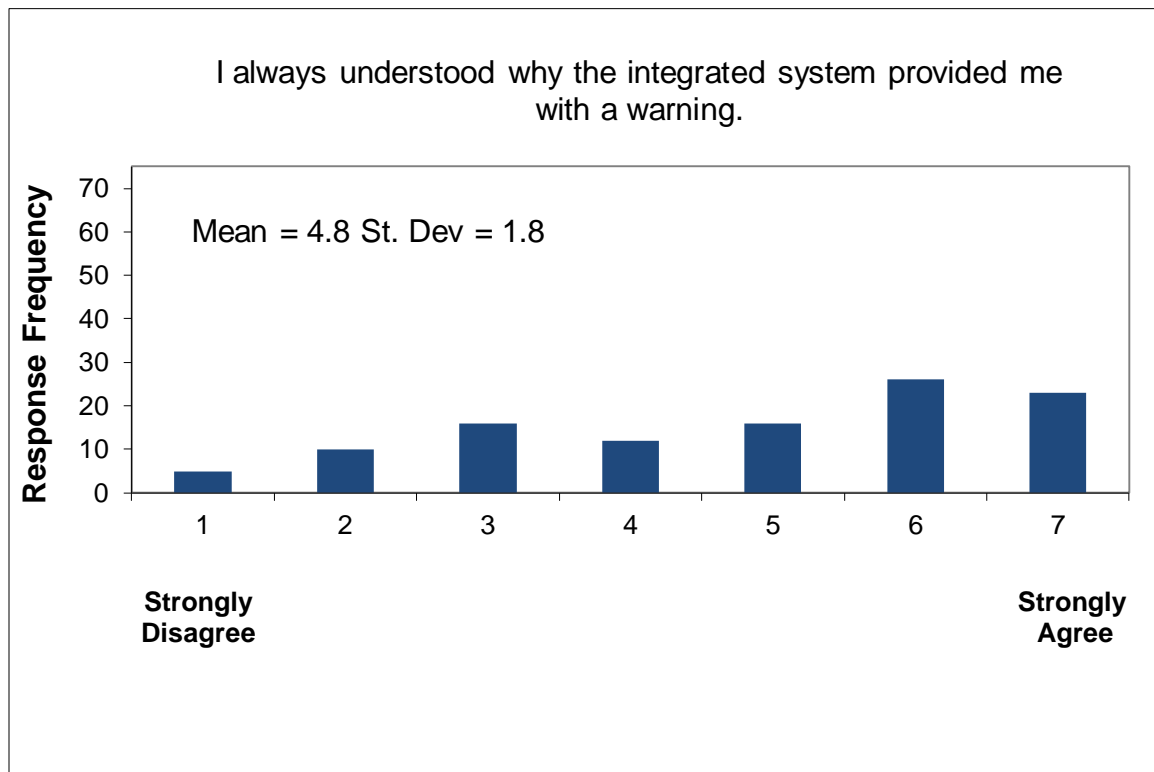 I always understood why the integrated system provided me
with a warning.
Mean = 4.8 St. Dev = 1.8
Response Frequency
70
60
50
40
30
20
10
0
1 2 3 4 5 6 7
Strongly Disagree
Strongly Agree